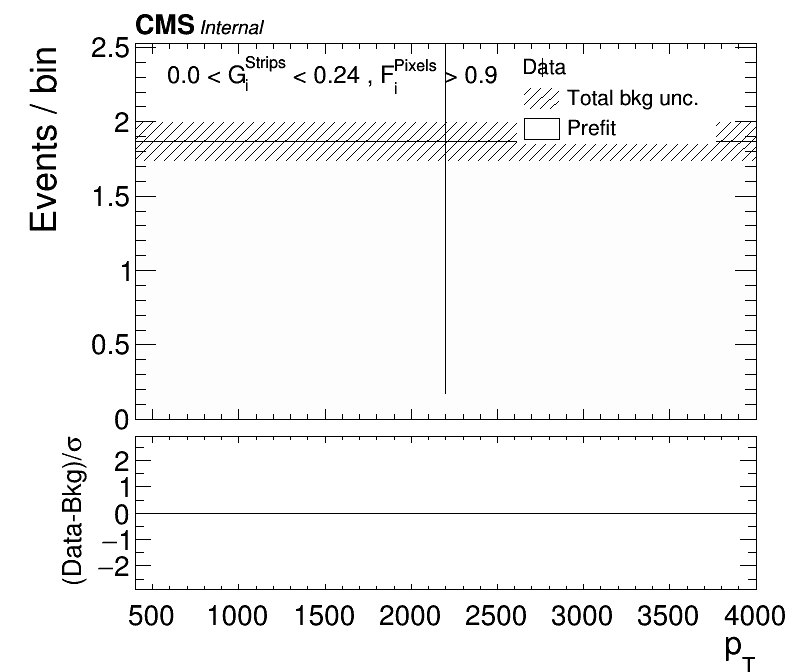 CMS Internal
Events / bin
2.5
2
1.5
1
0.5
0
0.0 < G_i^Strips < 0.24 , F_i^Pixels > 0.9
Data
Total bkg unc.
Prefit
(Data-Bkg)/σ
2
1
0
−1
−2
500 1000 1500 2000 2500 3000 3500 4000
p_T